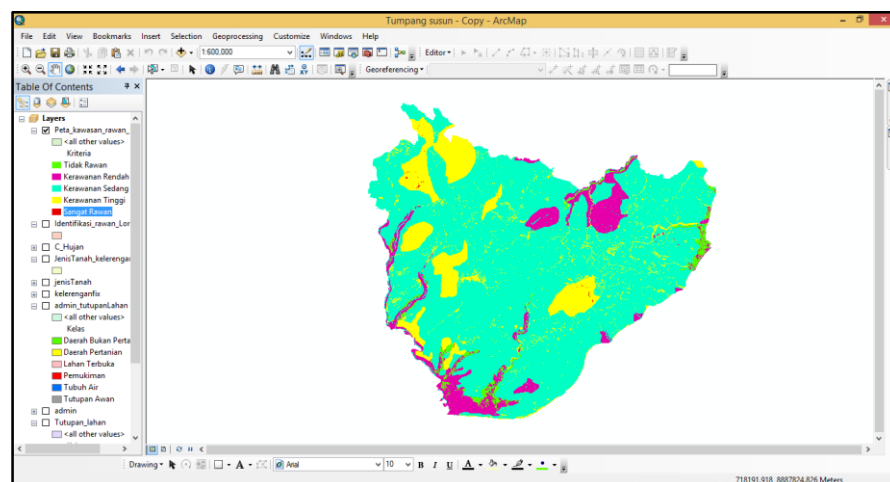 Tumpang susun - Copy - ArcMap
File Edit View Bookmarks Insert Selection Geoprocessing Customize Windows Help
1:600,000
Editor
Georeferencing
Table Of Contents
Layers
Peta_kawasan_rawan_
<all other values>
Kriteria
Tidak Rawan
Kerawanan Rendah
Kerawanan Sedang
Kerawanan Tinggi
Sangat Rawan
Identifikasi_rawan_Lor
C_Hujan
JenisTanah_kelerengan
jenisTanah
kelerenganfix
admin_tutupanLahan
<all other values>
Kelas
Daerah Bukan Perta
Daerah Pertanian
Lahan Terbuka
Pemukiman
Tubuh Air
Tutupan Awan
admin
Tutupan_lahan
<all other values>
Drawing
A
Arial
10
B I U A
718191.918 8887824.826 Meters